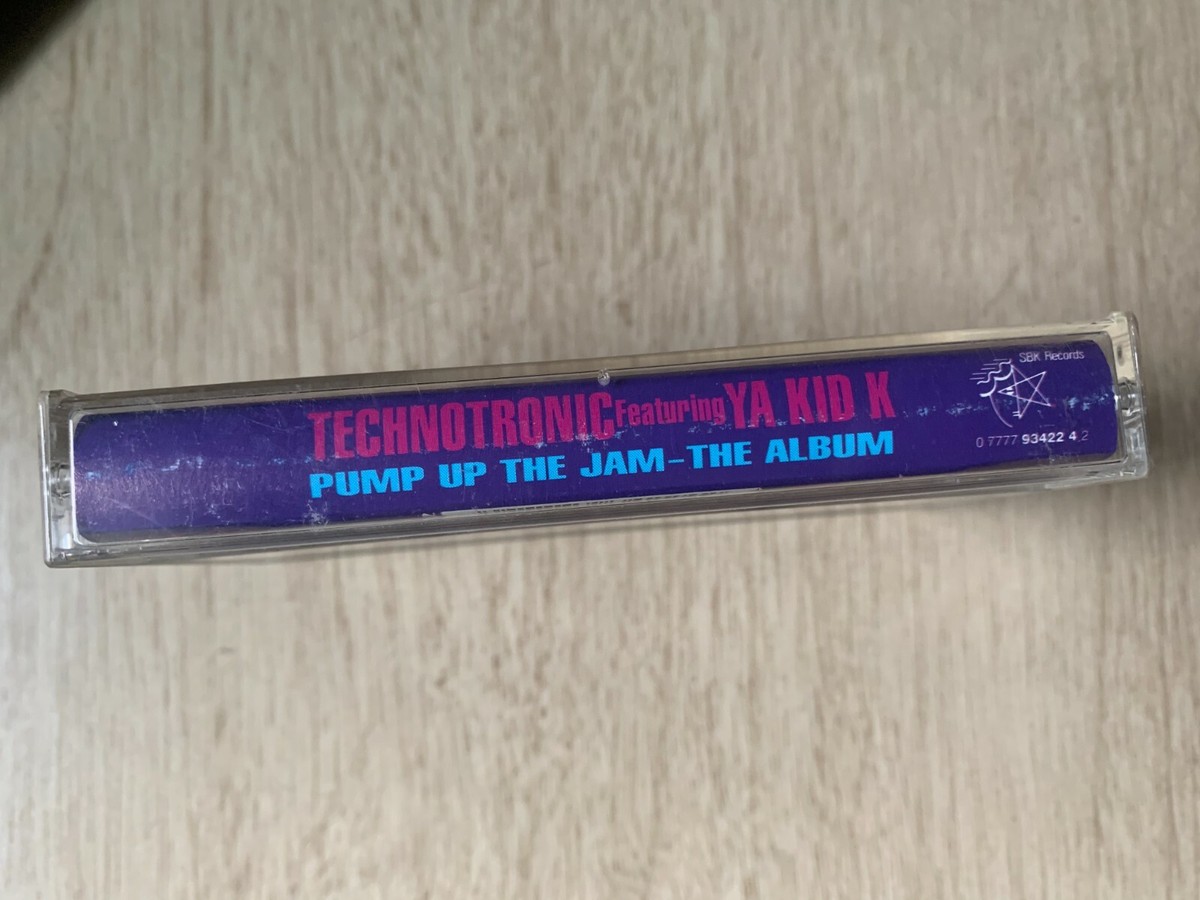 SBK Records
TECHNOTRONIC Featuring YA KID K
PUMP UP THE JAM-THE ALBUM
0 7777 93422 4 2